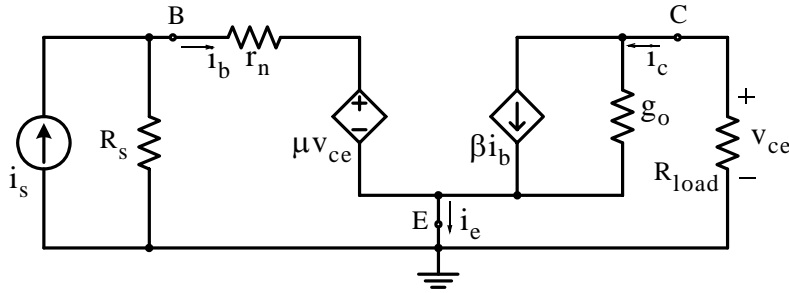 B
C
i_b
r_n
i_c
+
+
−
g_o
R_s
μv_ce
βi_b
v_ce
i_s
R_load
−
E
i_e